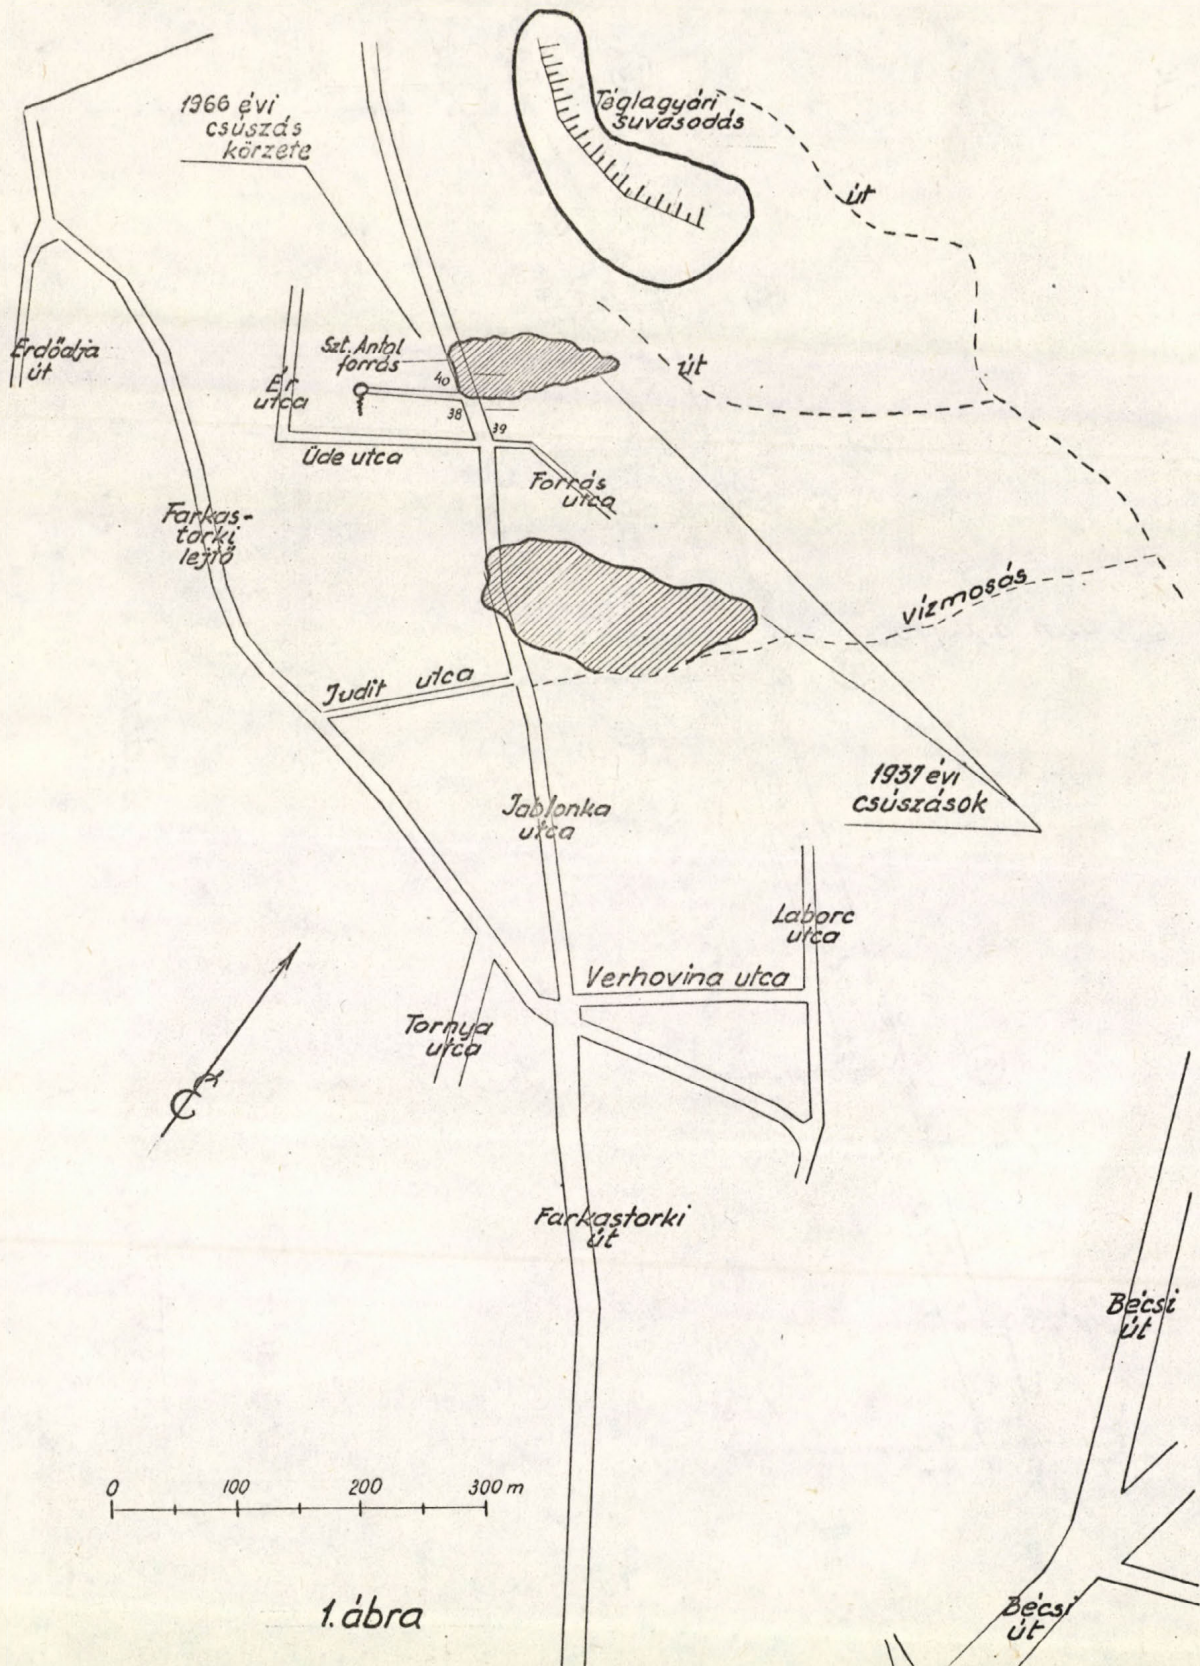 1966 évi
csúszás
körzete
Téglagyári
suvasodás
út
Erdőalja
út
Szt. Antal
forrás
Ér
utca
40
38
39
út
Üde utca
Forrás
utca
Farkas-
torki
lejtő
vízmosás
Judit utca
1937 évi
csúszások
Jablonka
utca
Laborc
utca
Verhovina utca
Tornya
utca
Farkastorki
út
Bécsi
út
0 100 200 300 m
1. ábra
Bécsi
út